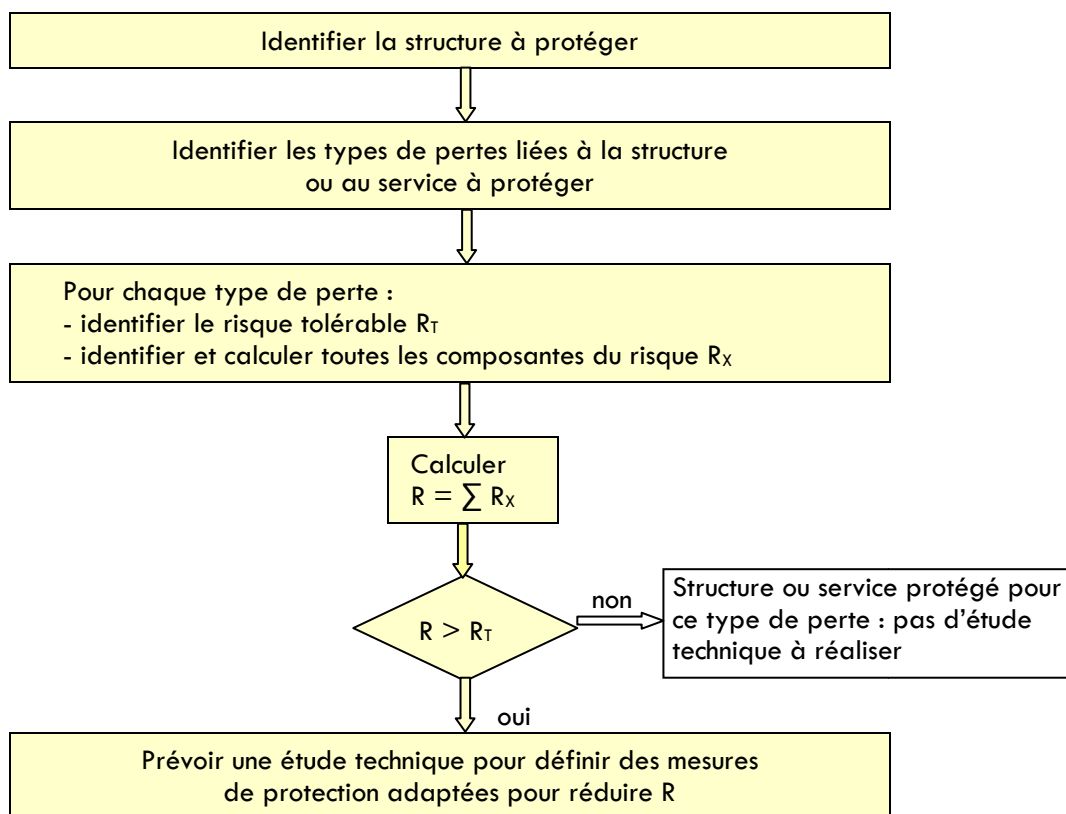 Identifier la structure à protéger
Identifier les types de pertes liées à la structure
ou au service à protéger
Pour chaque type de perte :
- identifier le risque tolérable RT
- identifier et calculer toutes les composantes du risque RX
Calculer
R = ∑ RX
R > RT
non
Structure ou service protégé pour
ce type de perte : pas d’étude
technique à réaliser
oui
Prévoir une étude technique pour définir des mesures
de protection adaptées pour réduire R